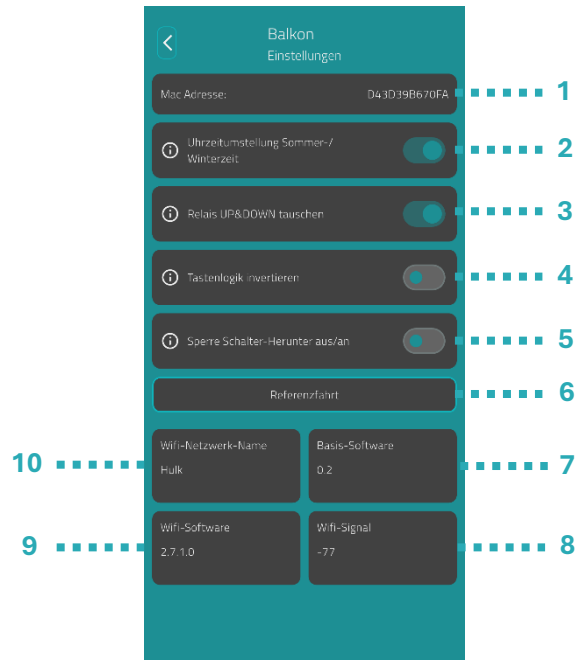 Balkon
Einstellungen
Mac Adresse: D43D39B670FA 1
Uhrzeitumstellung Sommer-/
Winterzeit
2
Relais UP&DOWN tauschen 3
Tastenlogik invertieren 4
Sperre Schalter-Herunter aus/an 5
Referenzfahrt 6
10 Wifi-Netzwerk-Name
Hulk
Basis-Software 7
0.2
9 Wifi-Software
2.7.1.0
Wifi-Signal 8
-77